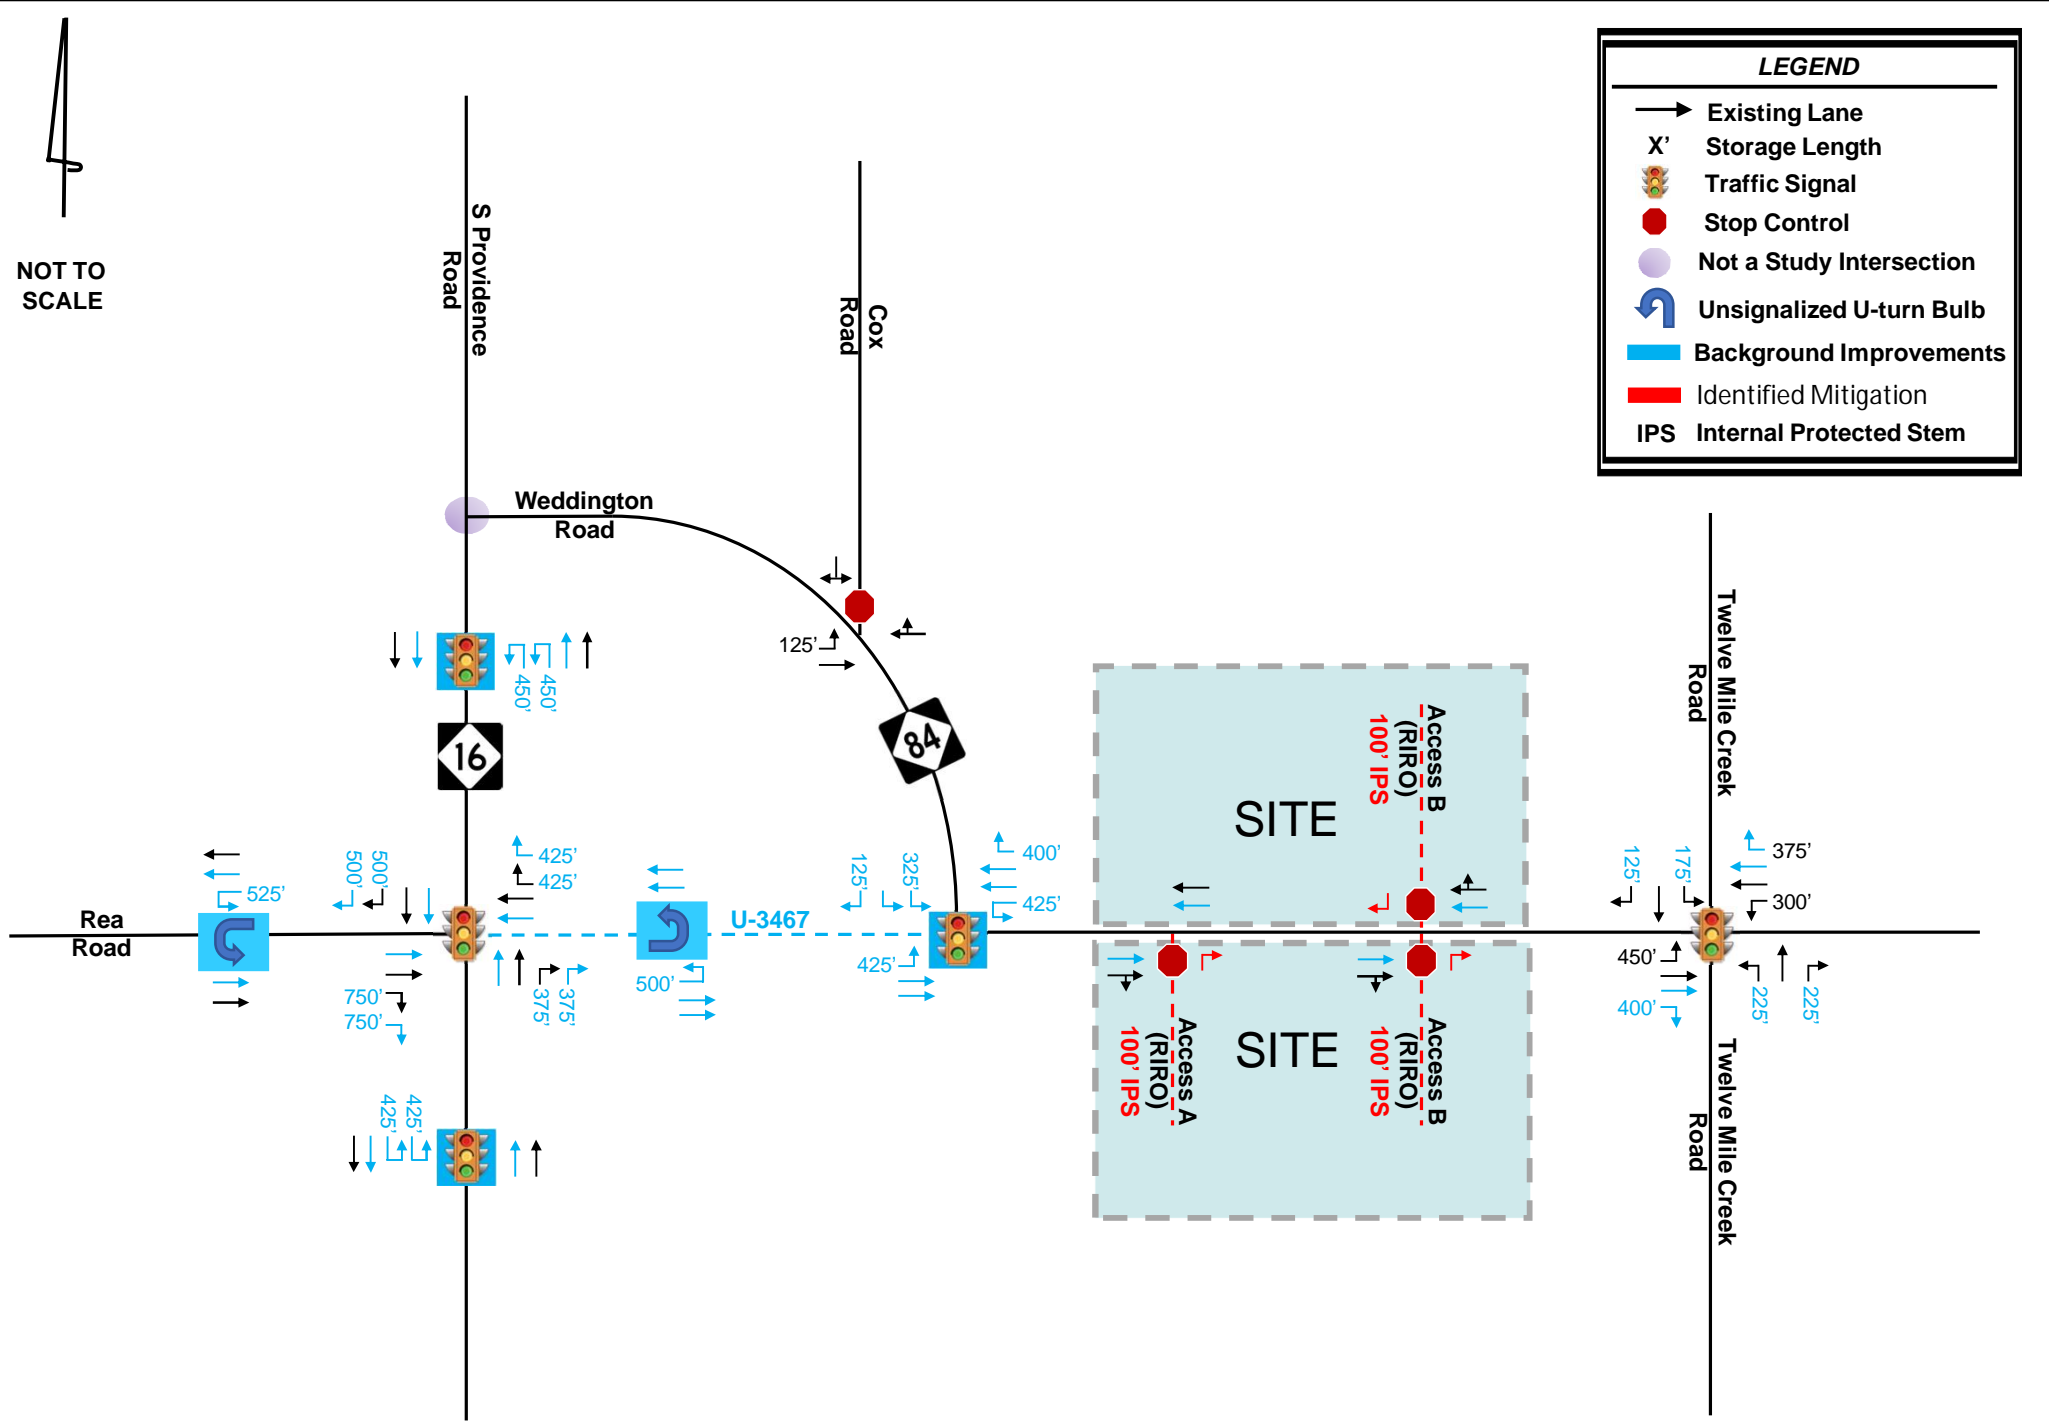 LEGEND
Existing Lane
X' Storage Length
Traffic Signal
Stop Control
Not a Study Intersection
Unsignalized U-turn Bulb
Background Improvements
Identified Mitigation
IPS Internal Protected Stem
NOT TO
SCALE
S Providence
Road
Cox
Road
Weddington
Road
125'
450'
450'
16
84
Twelve Mile Creek
Road
Access B
(RIRO)
100' IPS
SITE
525'
500'
500'
425'
425'
125'
325'
400'
425'
125'
175'
375'
300'
Rea
Road
U-3467
750'
750'
375'
375'
500'
425'
450'
400'
225'
225'
SITE
Access A
(RIRO)
100' IPS
Access B
(RIRO)
100' IPS
Twelve Mile Creek
Road
425'
425'